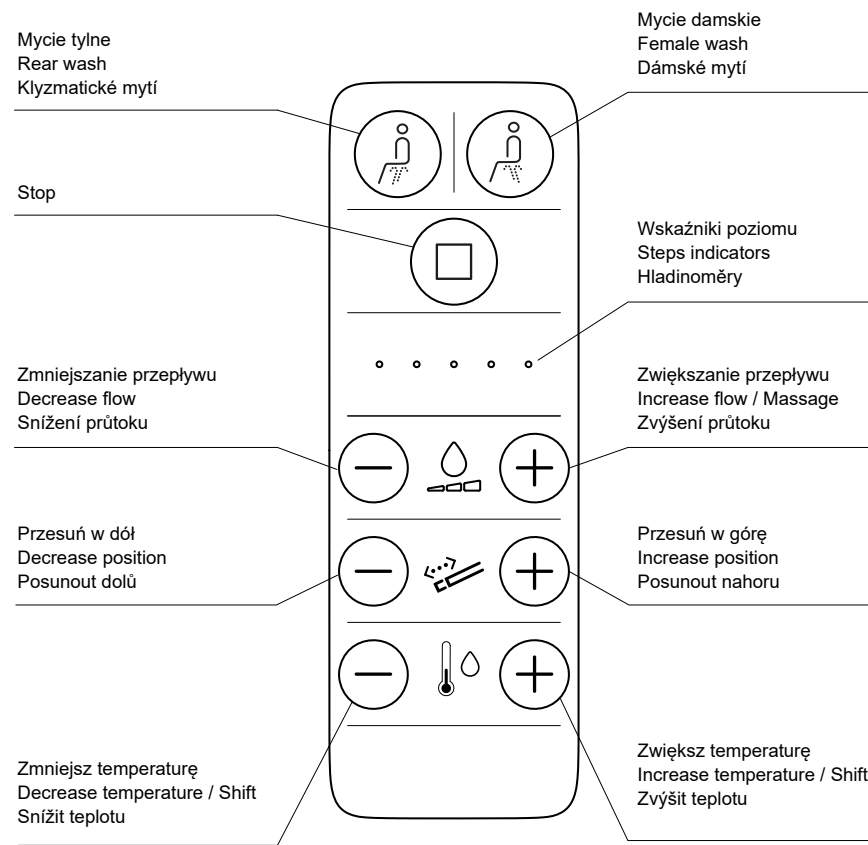 Mycie tylne
Rear wash
Klyzmatické mytí
Mycie damskie
Female wash
Dámské mytí
Stop
Wskaźniki poziomu
Steps indicators
Hladinoměry
Zmniejszanie przepływu
Decrease flow
Snížení průtoku
Zwiększanie przepływu
Increase flow / Massage
Zvýšení průtoku
Przesuń w dół
Decrease position
Posunout dolů
Przesuń w górę
Increase position
Posunout nahoru
Zmniejsz temperaturę
Decrease temperature / Shift
Snížit teplotu
Zwiększ temperaturę
Increase temperature / Shift
Zvýšit teplotu